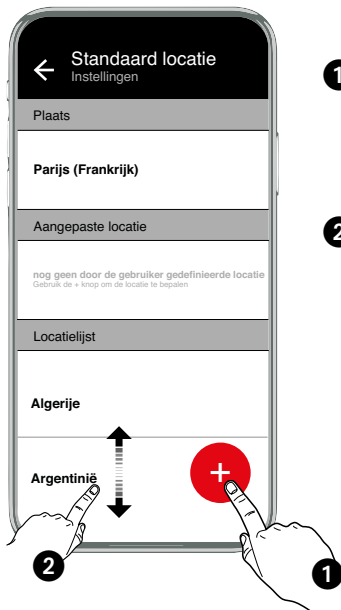 Standaard locatie
Instellingen
Plaats
Parijs (Frankrijk)
Aangepaste locatie
nog geen door de gebruiker gedefinieerde locatie
Gebruik de + knop om de locatie te bepalen
Locatielijst
Algerije
Argentinië
+
2
1
1
2